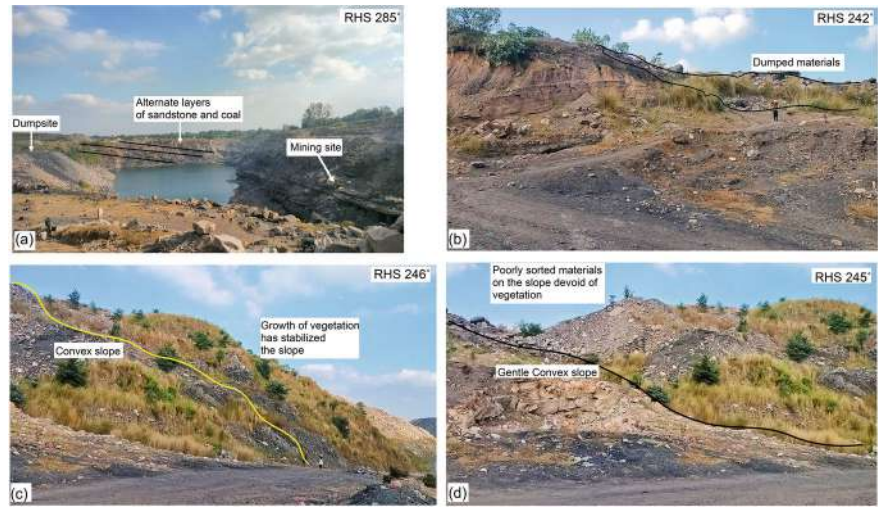 RHS 285°
Alternate layers
of sandstone and coal
Dumpsite
Mining site
(a)
RHS 242°
Dumped materials
(b)
RHS 246°
Growth of vegetation
has stabilized
the slope
Convex slope
(c)
Poorly sorted materials
on the slope devoid of
vegetation
RHS 245°
Gentle Convex slope
(d)